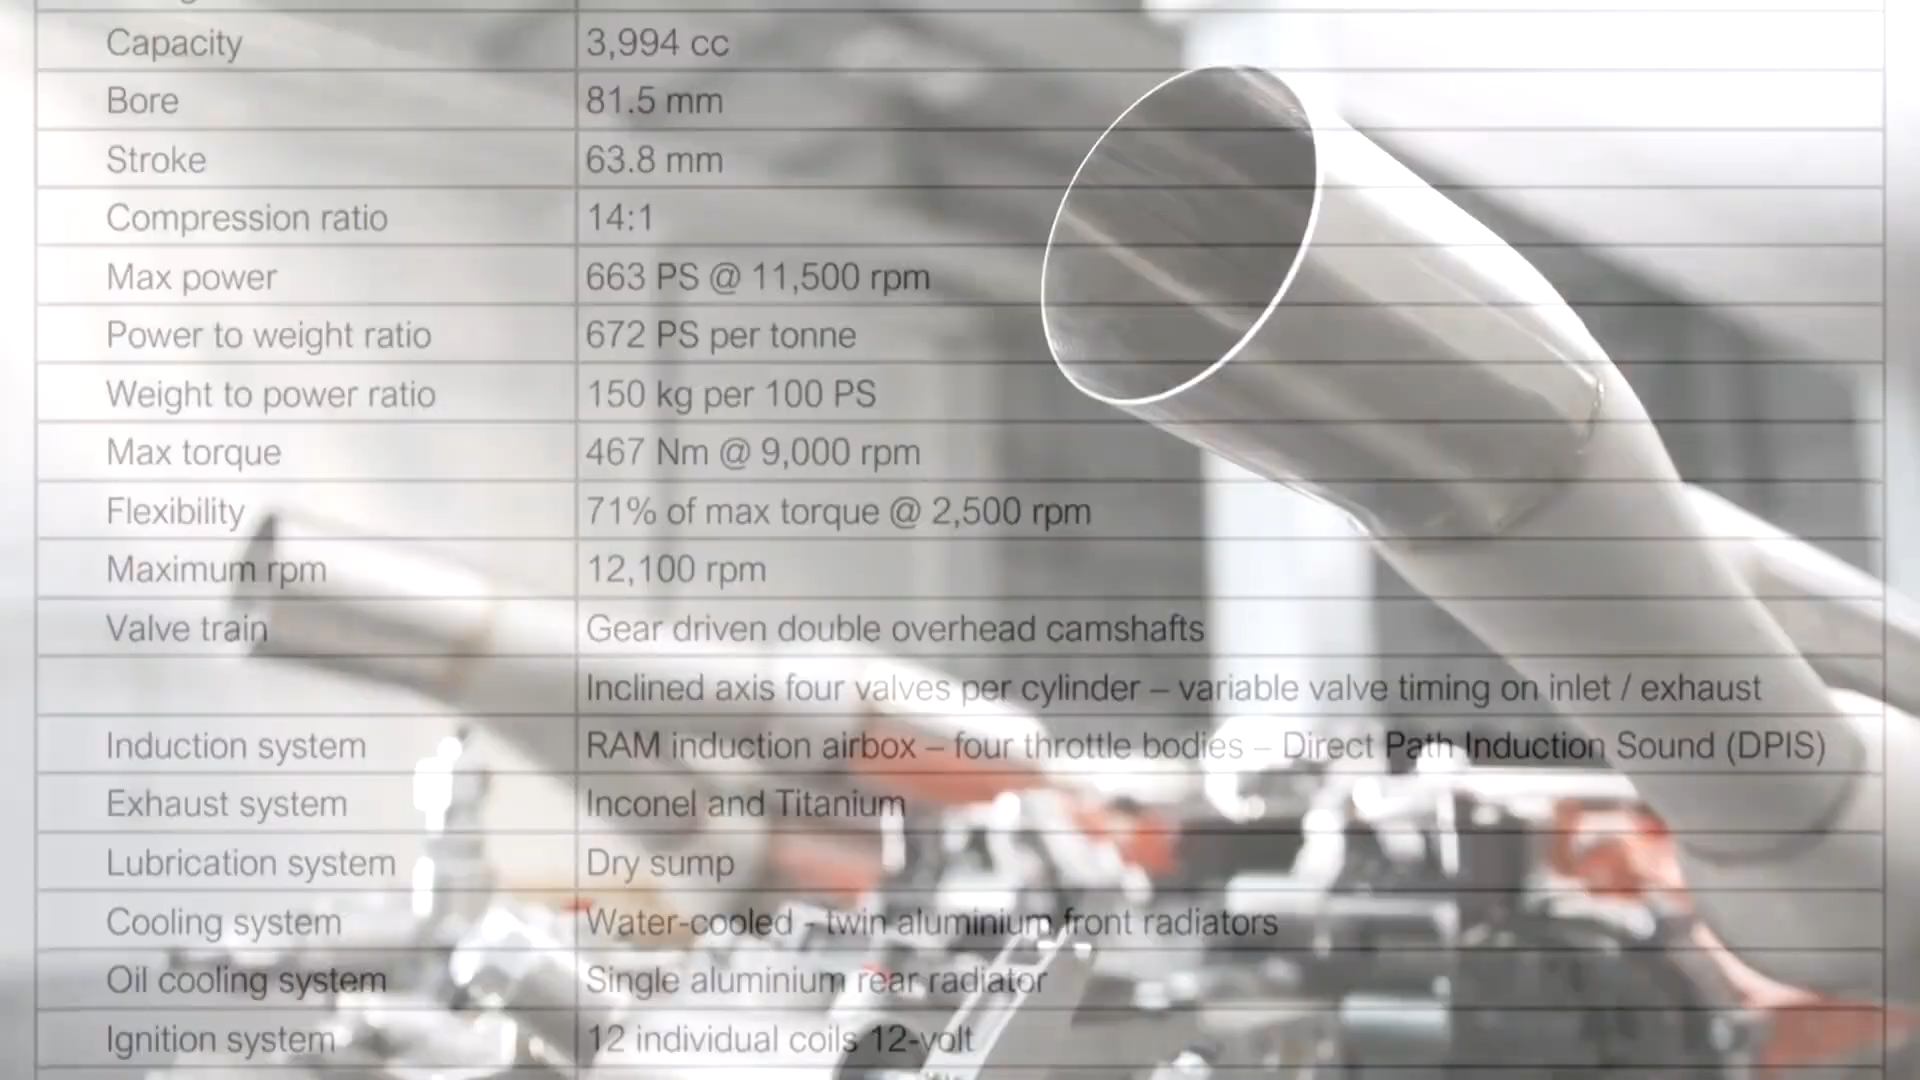 Capacity 3,994 cc
Bore 81.5 mm
Stroke 63.8 mm
Compression ratio 14:1
Max power 663 PS @ 11,500 rpm
Power to weight ratio 672 PS per tonne
Weight to power ratio 150 kg per 100 PS
Max torque 467 Nm @ 9,000 rpm
Flexibility 71% of max torque @ 2,500 rpm
Maximum rpm 12,100 rpm
Valve train Gear driven double overhead camshafts
Inclined axis four valves per cylinder – variable valve timing on inlet / exhaust
Induction system RAM induction airbox – four throttle bodies – Direct Path Induction Sound (DPIS)
Exhaust system Inconel and Titanium
Lubrication system Dry sump
Cooling system Water-cooled - twin aluminium front radiators
Oil cooling system Single aluminium rear radiator
Ignition system 12 individual coils 12-volt